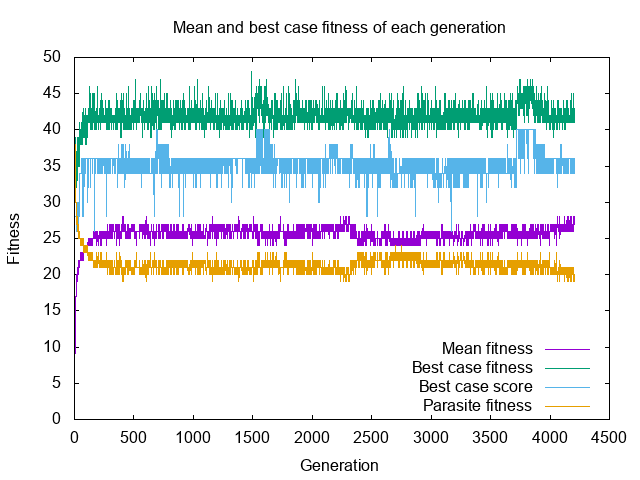 Mean and best case fitness of each generation
50
45
40
35
30
25
20
15
10
5
0
Fitness
Mean fitness
Best case fitness
Best case score
Parasite fitness
0 500 1000 1500 2000 2500 3000 3500 4000 4500
Generation